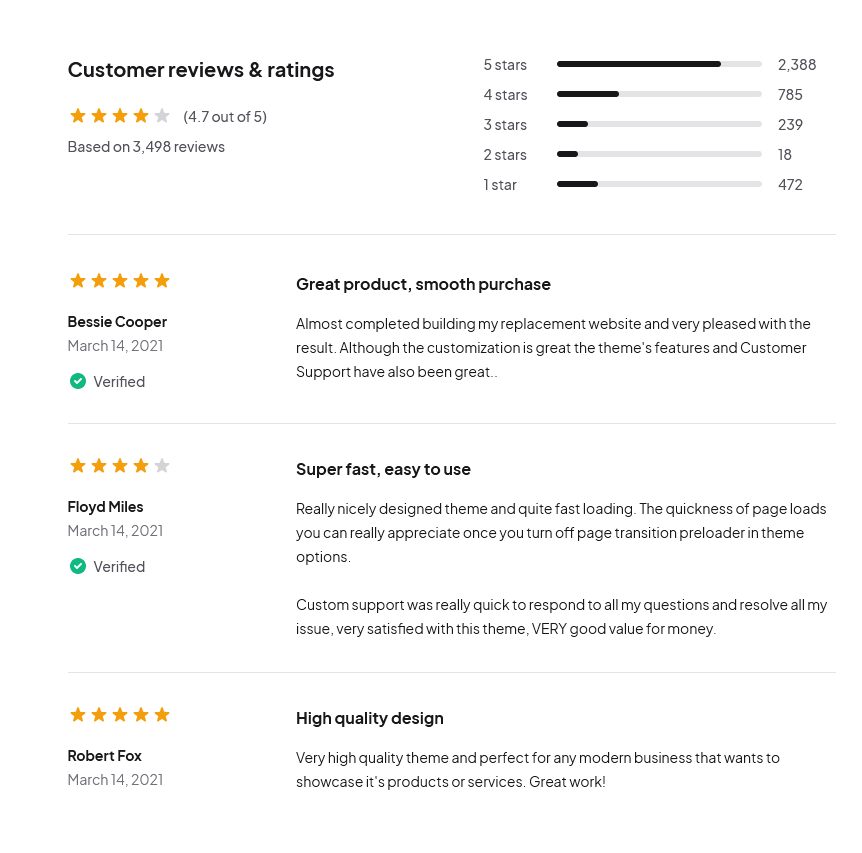 Customer reviews & ratings
(4.7 out of 5)
Based on 3,498 reviews
5 stars 2,388
4 stars 785
3 stars 239
2 stars 18
1 star 472
Great product, smooth purchase
Bessie Cooper
March 14, 2021
Verified
Almost completed building my replacement website and very pleased with the
result. Although the customization is great the theme's features and Customer
Support have also been great..
Super fast, easy to use
Floyd Miles
March 14, 2021
Verified
Really nicely designed theme and quite fast loading. The quickness of page loads
you can really appreciate once you turn off page transition preloader in theme
options.
Custom support was really quick to respond to all my questions and resolve all my
issue, very satisfied with this theme, VERY good value for money.
High quality design
Robert Fox
March 14, 2021
Very high quality theme and perfect for any modern business that wants to
showcase it's products or services. Great work!